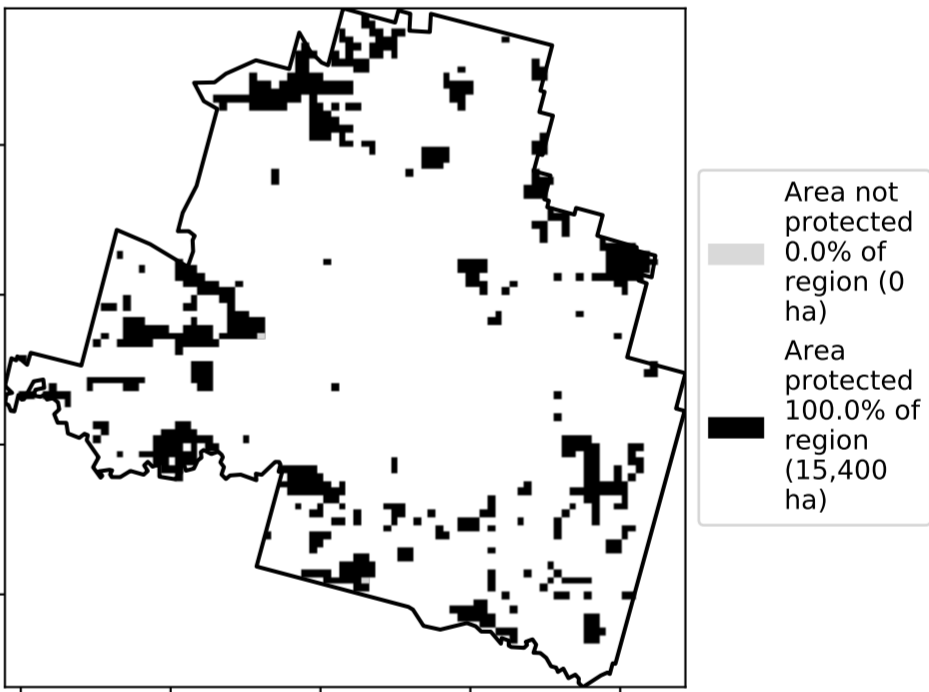 Area not
protected
0.0% of
region (0
ha)
Area
protected
100.0% of
region
(15,400
ha)